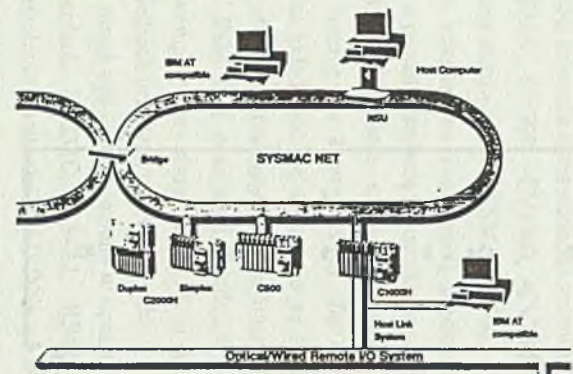 IBM AT
compatible
Host Computer
NSU
Bridge
SYSMAC NET
Duplex
Simplex
C2000H
C500
C1000H
Host Link
System
IBM AT
compatible
Optical/Wired Remote I/O System